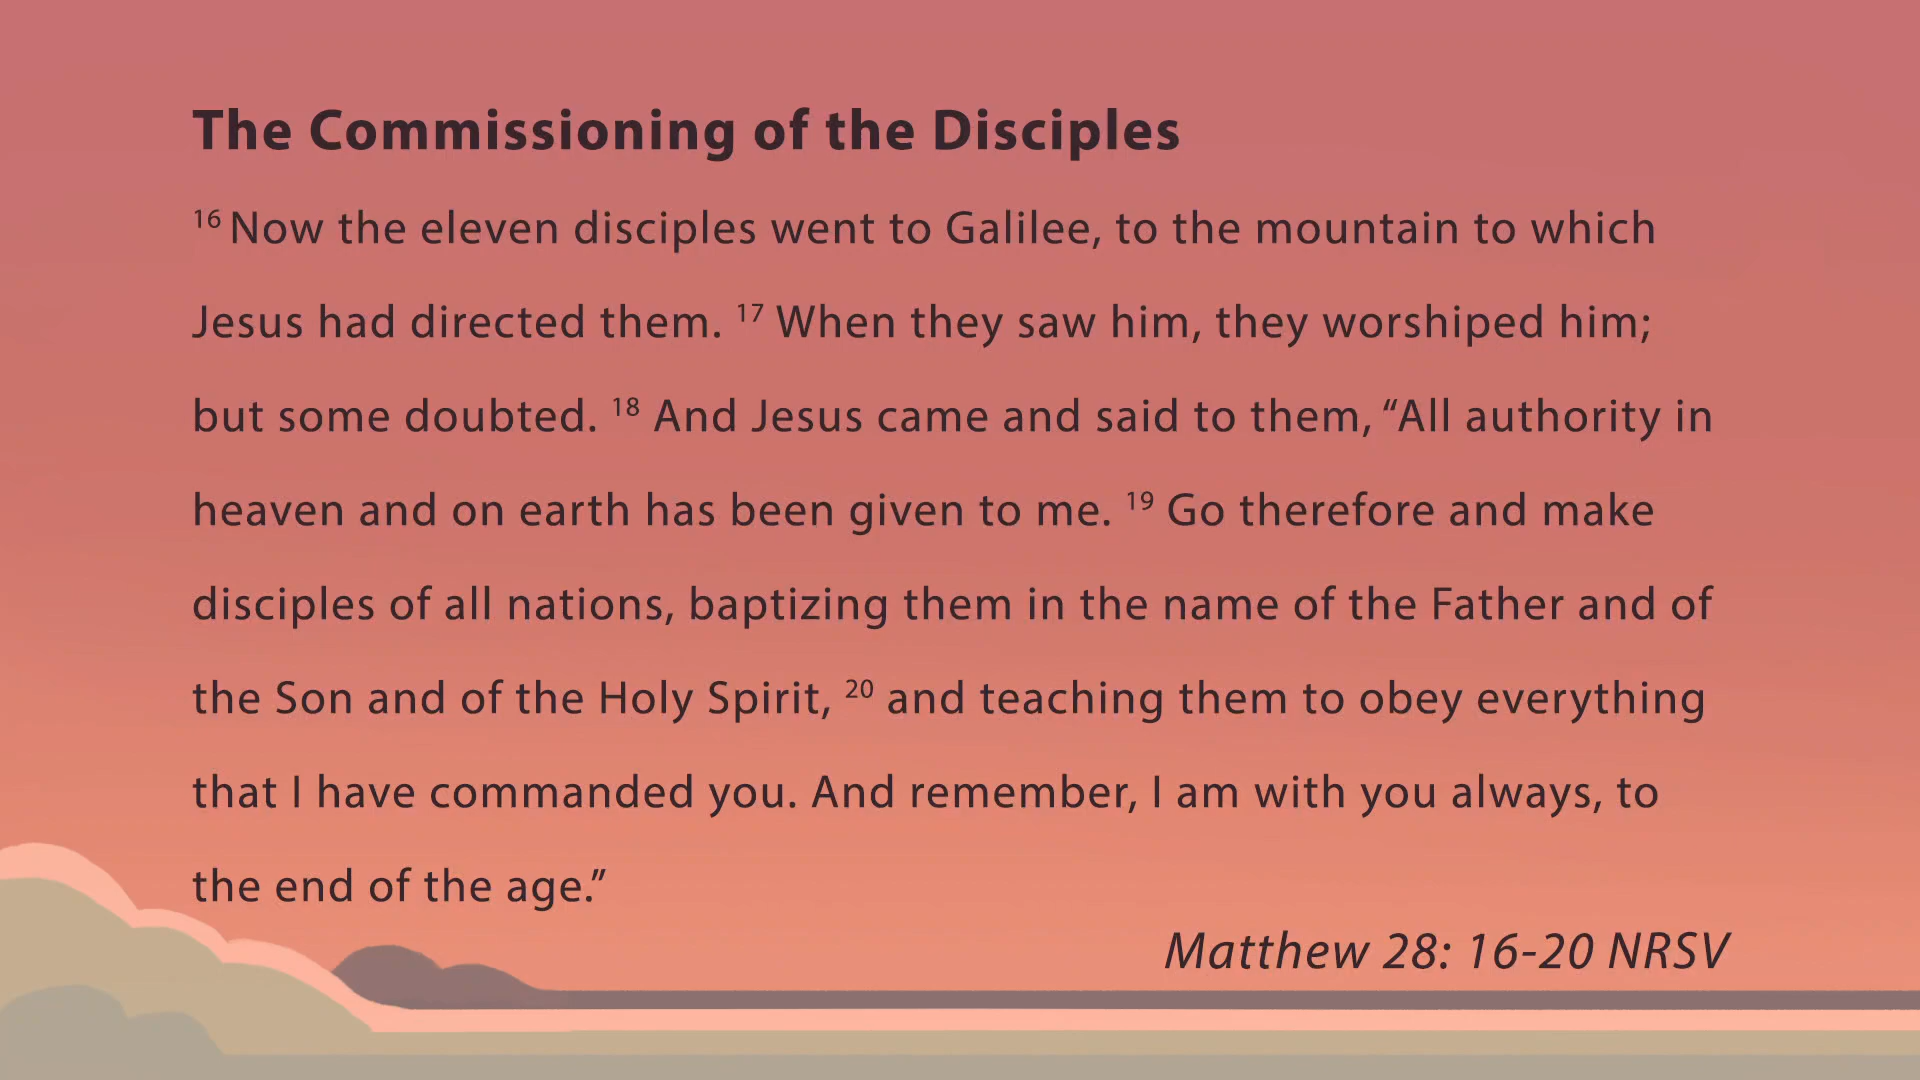 The Commissioning of the Disciples
16 Now the eleven disciples went to Galilee, to the mountain to which
Jesus had directed them. 17 When they saw him, they worshiped him;
but some doubted. 18 And Jesus came and said to them, “All authority in
heaven and on earth has been given to me. 19 Go therefore and make
disciples of all nations, baptizing them in the name of the Father and of
the Son and of the Holy Spirit, 20 and teaching them to obey everything
that I have commanded you. And remember, I am with you always, to
the end of the age.”
Matthew 28: 16-20 NRSV